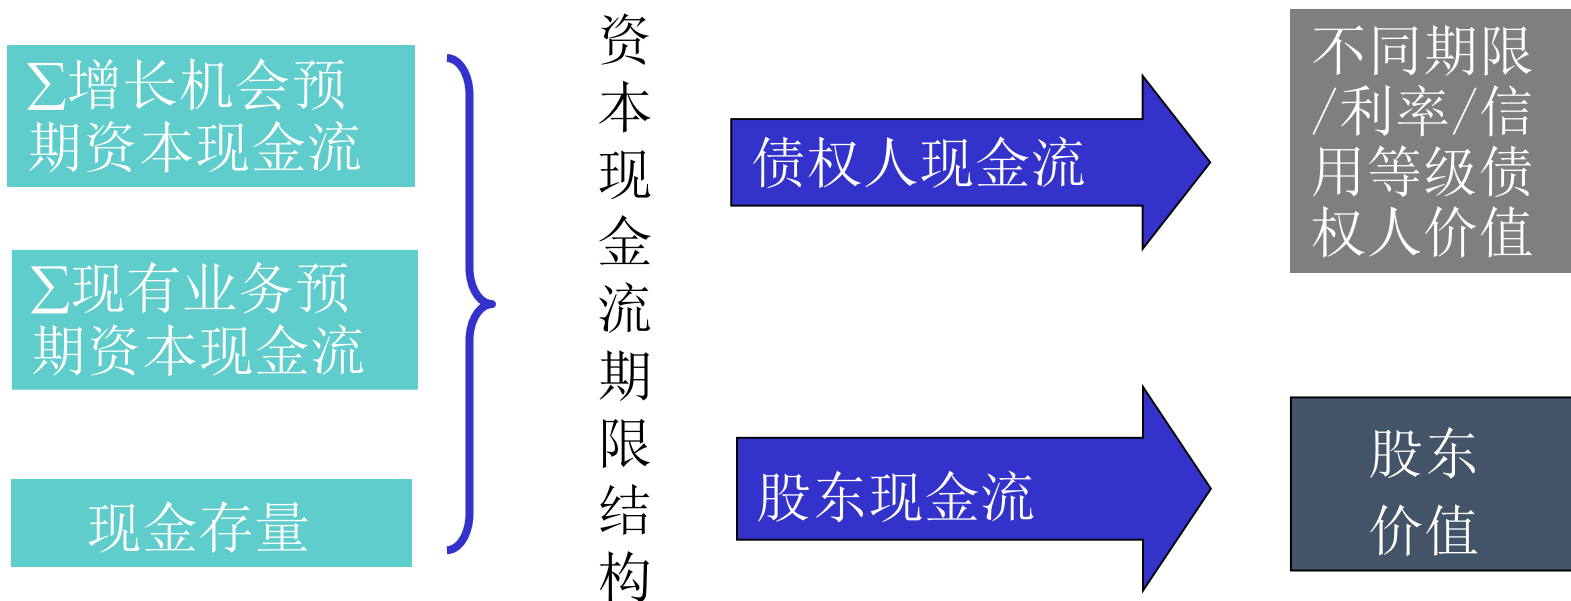 ∑增长机会预
期资本现金流
∑现有业务预
期资本现金流
现金存量
资本现金流期限结构
债权人现金流
股东现金流
不同期限
/利率/信
用等级债
权人价值
股东
价值